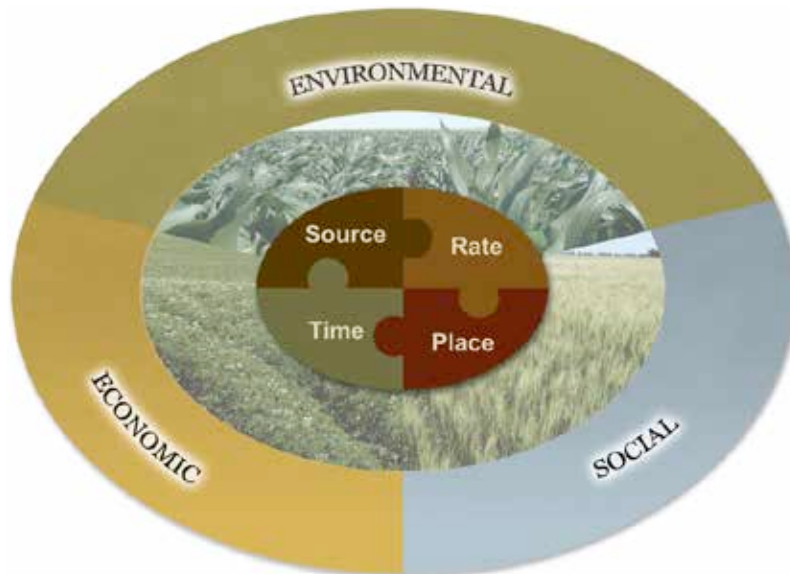 ENVIRONMENTAL
Source
Rate
Time
Place
ECONOMIC
SOCIAL